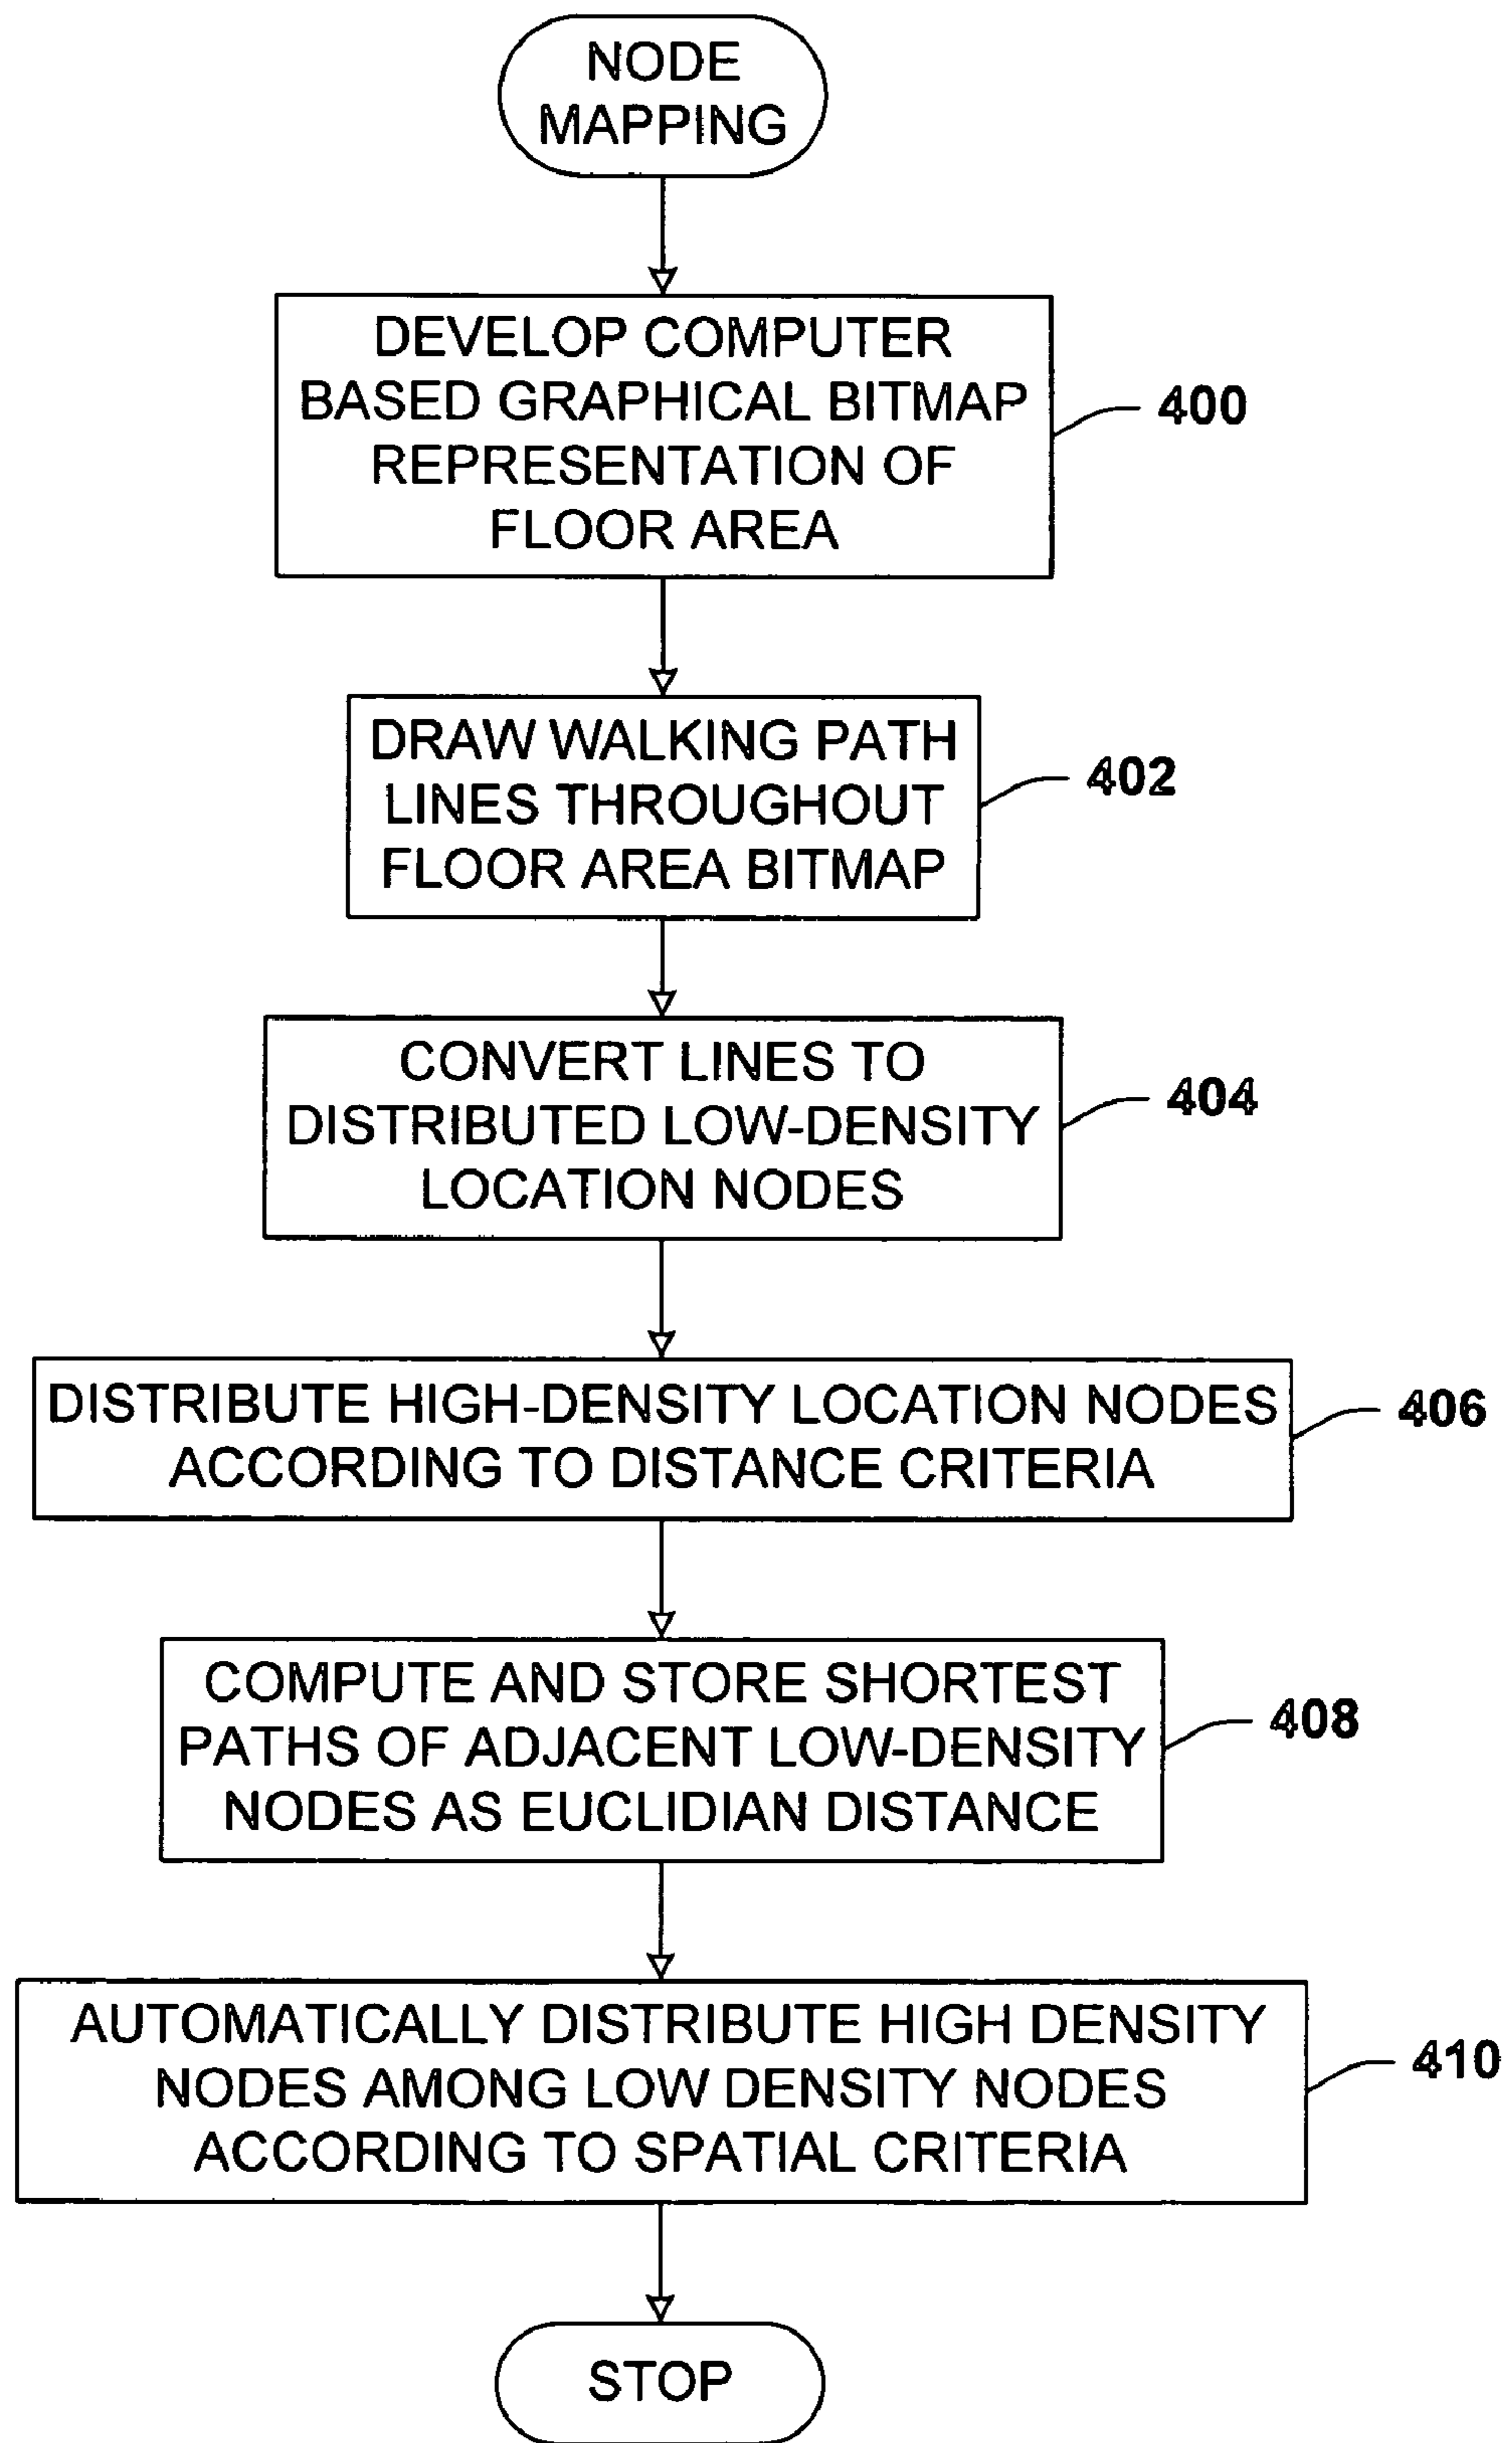 NODE
MAPPING
DEVELOP COMPUTER
BASED GRAPHICAL BITMAP
REPRESENTATION OF
FLOOR AREA
400
DRAW WALKING PATH
LINES THROUGHOUT
FLOOR AREA BITMAP
402
CONVERT LINES TO
DISTRIBUTED LOW-DENSITY
LOCATION NODES
404
DISTRIBUTE HIGH-DENSITY LOCATION NODES
ACCORDING TO DISTANCE CRITERIA
406
COMPUTE AND STORE SHORTEST
PATHS OF ADJACENT LOW-DENSITY
NODES AS EUCLIDIAN DISTANCE
408
AUTOMATICALLY DISTRIBUTE HIGH DENSITY
NODES AMONG LOW DENSITY NODES
ACCORDING TO SPATIAL CRITERIA
410
STOP